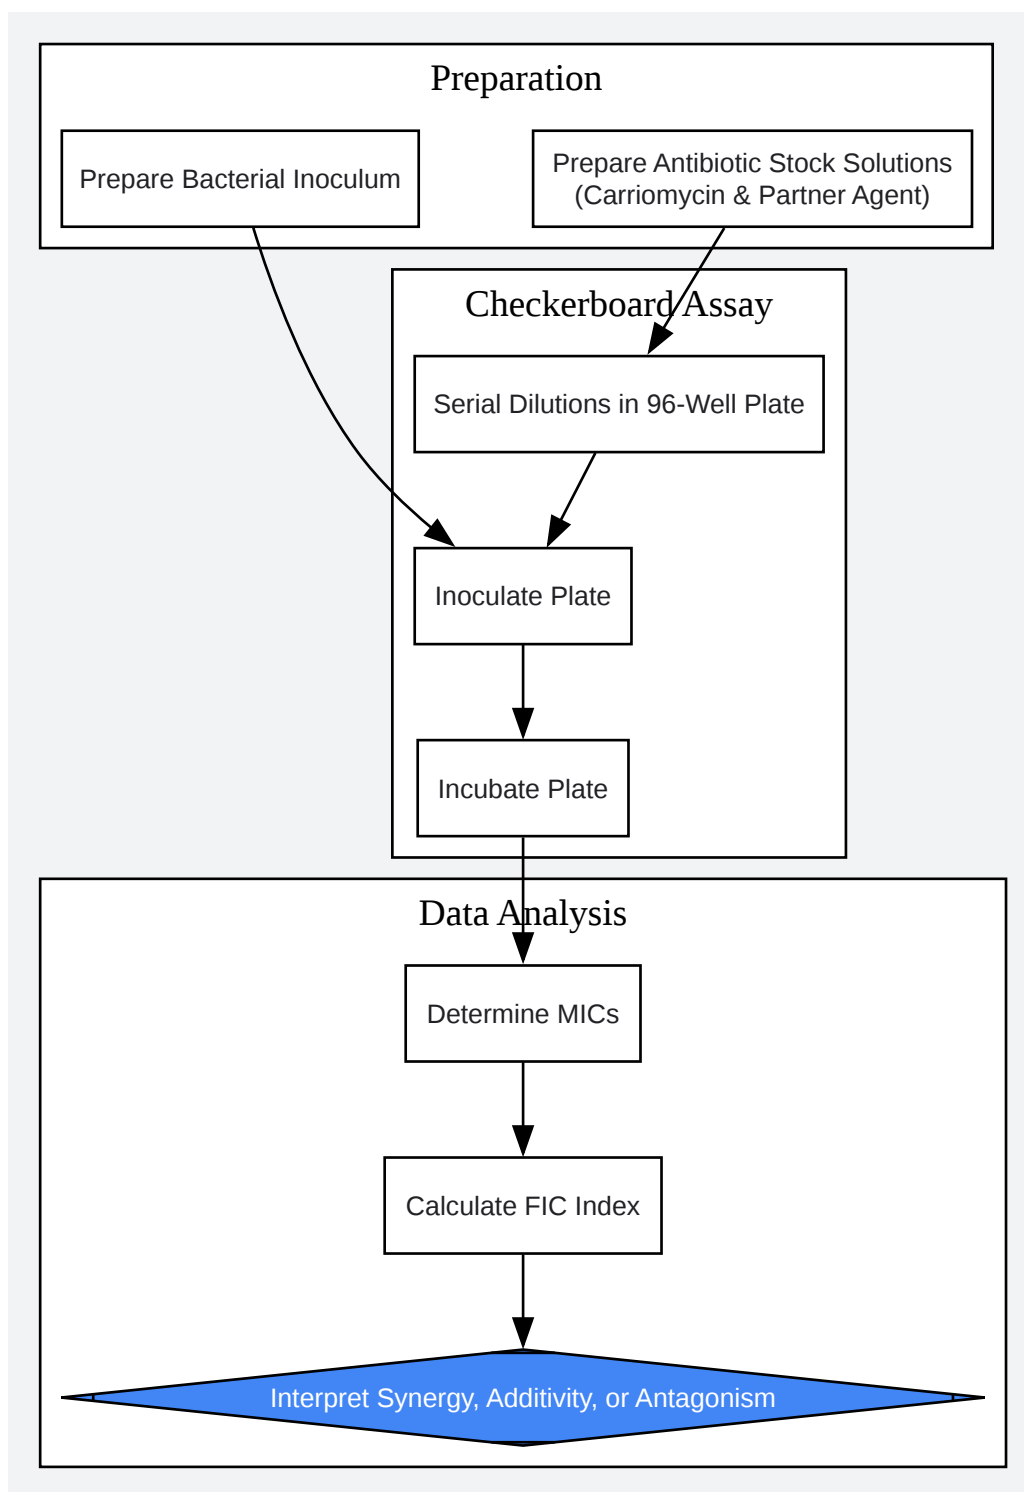 Preparation
Prepare Bacterial Inoculum
Prepare Antibiotic Stock Solutions
(Carriomycin & Partner Agent)
Checkerboard Assay
Serial Dilutions in 96-Well Plate
Inoculate Plate
Incubate Plate
Data Analysis
Determine MICs
Calculate FIC Index
Interpret Synergy, Additivity, or Antagonism